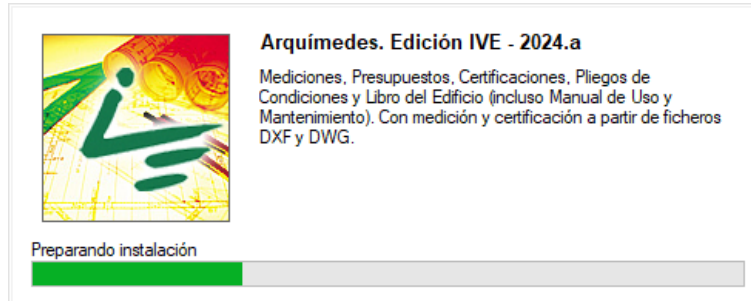 Arquímedes. Edición IVE - 2024.a
Mediciones, Presupuestos, Certificaciones, Pliegos de
Condiciones y Libro del Edificio (incluso Manual de Uso y
Mantenimiento). Con medición y certificación a partir de ficheros
DXF y DWG.
Preparando instalación